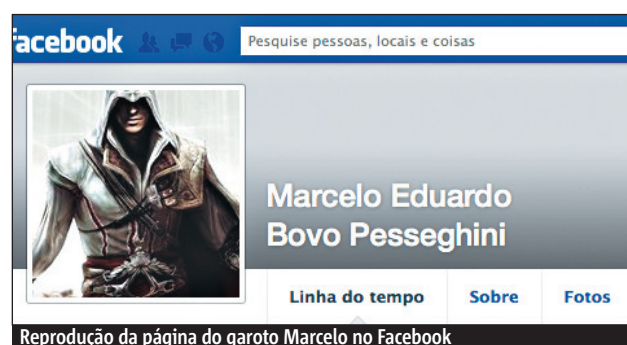 facebook
Pesquise pessoas, locais e coisas
Marcelo Eduardo
Bovo Pesseghini
Linha do tempo Sobre Fotos
Reprodução da página do garoto Marcelo no Facebook